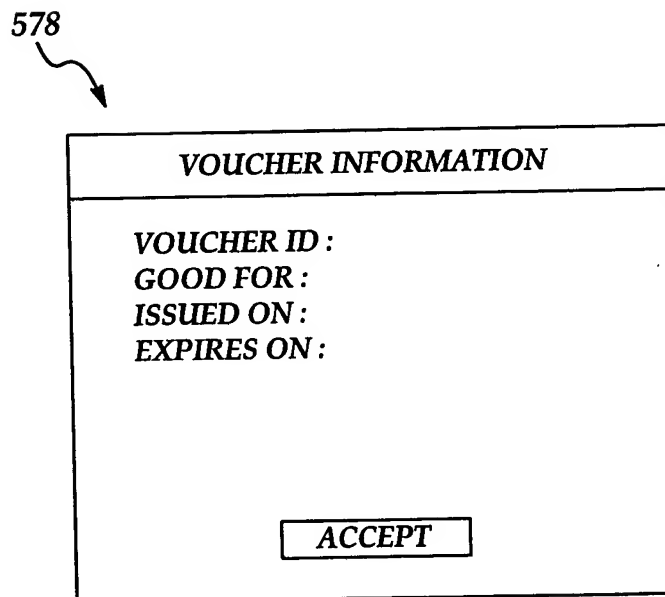 578
VOUCHER INFORMATION
VOUCHER ID :
GOOD FOR :
ISSUED ON :
EXPIRES ON :
ACCEPT